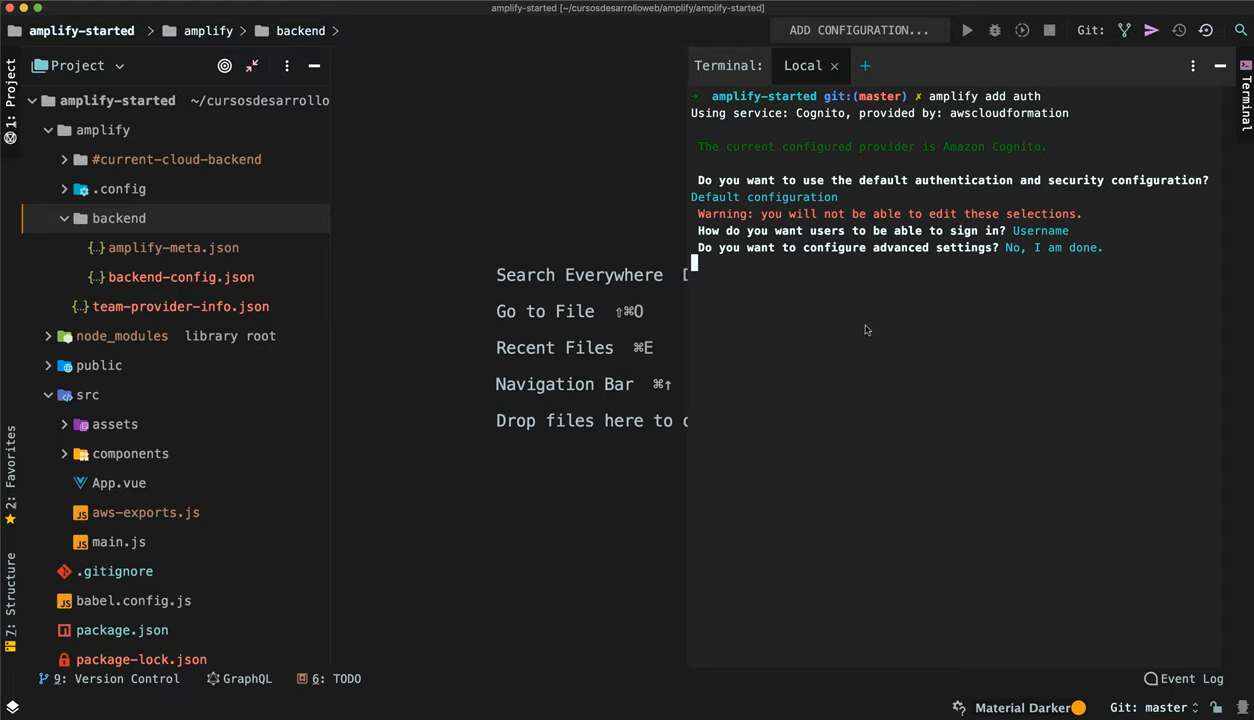 amplify-started [~/cursosdesarrolloweb/amplify/amplify-started]
amplify-started > amplify > backend >
ADD CONFIGURATION...
Git:
1: Project
2: Favorites
7: Structure
Project
amplify-started ~/cursosdesarrollo
amplify
#current-cloud-backend
.config
backend
amplify-meta.json
backend-config.json
team-provider-info.json
node_modules library root
public
src
assets
components
App.vue
aws-exports.js
main.js
.gitignore
babel.config.js
package.json
package-lock.json
Search Everywhere
Go to File ⇧⌘O
Recent Files ⌘E
Navigation Bar ⌘↑
Drop files here to
Terminal: Local × +
Terminal
→ amplify-started git:(master) ✗ amplify add auth
Using service: Cognito, provided by: awscloudformation
The current configured provider is Amazon Cognito.
Do you want to use the default authentication and security configuration?
Default configuration
Warning: you will not be able to edit these selections.
How do you want users to be able to sign in? Username
Do you want to configure advanced settings? No, I am done.
9: Version Control GraphQL 6: TODO
Event Log
Material Darker Git: master